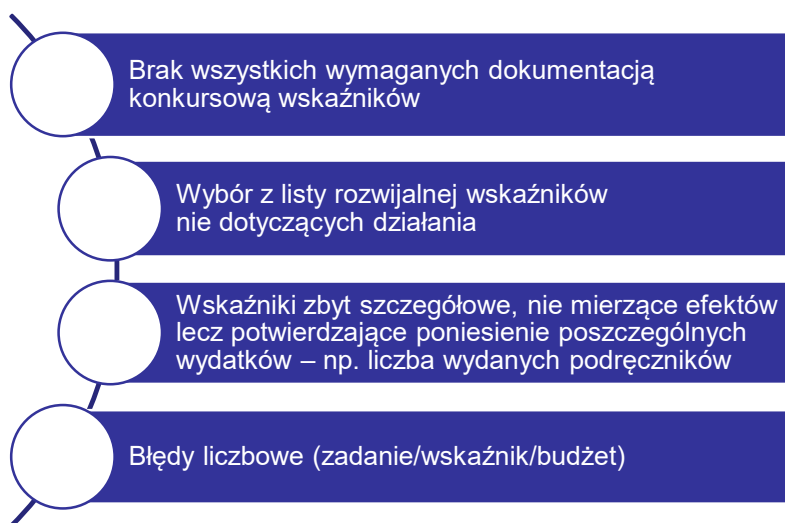 Brak wszystkich wymaganych dokumentacją
konkursową wskaźników
Wybór z listy rozwijalnej wskaźników
nie dotyczących działania
Wskaźniki zbyt szczegółowe, nie mierzące efektów
lecz potwierdzające poniesienie poszczególnych
wydatków – np. liczba wydanych podręczników
Błędy liczbowe (zadanie/wskaźnik/budżet)